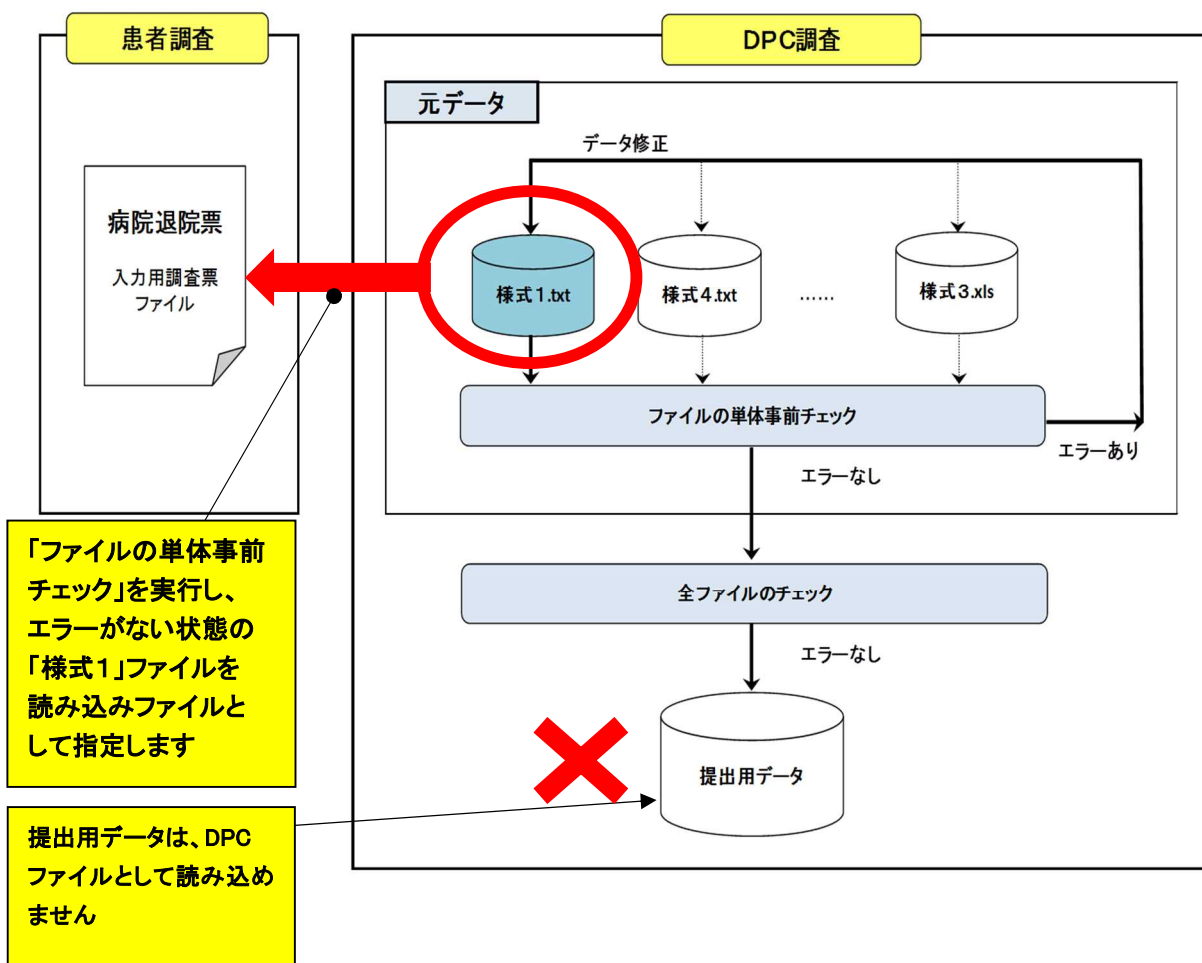 患者調査
DPC調査
元データ
データ修正
病院退院票
入力用調査票
ファイル
様式1.txt
様式4.txt
……
様式3.xls
ファイルの単体事前チェック
エラーあり
エラーなし
「ファイルの単体事前
チェック」を実行し、
エラーがない状態の
「様式1」ファイルを
読み込みファイルと
して指定します
全ファイルのチェック
エラーなし
提出用データ
提出用データは、DPC
ファイルとして読み込め
ません